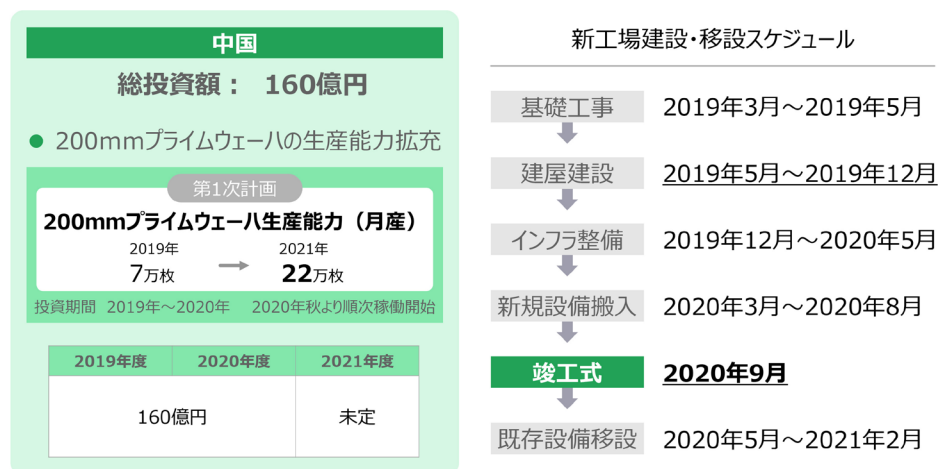 中国
総投資額： 160億円
● 200mmプライムウェーハの生産能力拡充
第1次計画
200mmプライムウェーハ生産能力（月産）
2019年 2021年
7万枚 22万枚
投資期間 2019年～2020年 2020年秋より順次稼働開始
2019年度 2020年度 2021年度
160億円 未定
新工場建設・移設スケジュール
基礎工事 2019年3月～2019年5月
建屋建設 2019年5月～2019年12月
インフラ整備 2019年12月～2020年5月
新規設備搬入 2020年3月～2020年8月
竣工式 2020年9月
既存設備移設 2020年5月～2021年2月